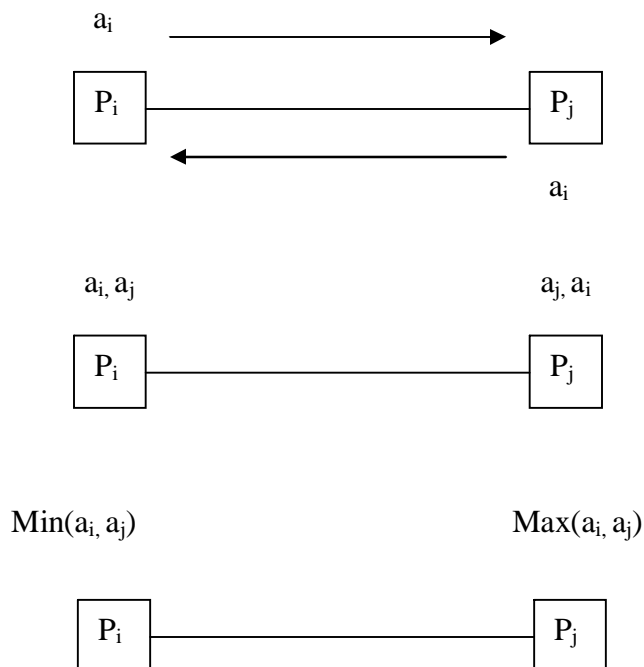 aᵢ
Pᵢ Pⱼ
aᵢ
aᵢ, aⱼ aⱼ, aᵢ
Pᵢ Pⱼ
Min(aᵢ, aⱼ) Max(aᵢ, aⱼ)
Pᵢ Pⱼ